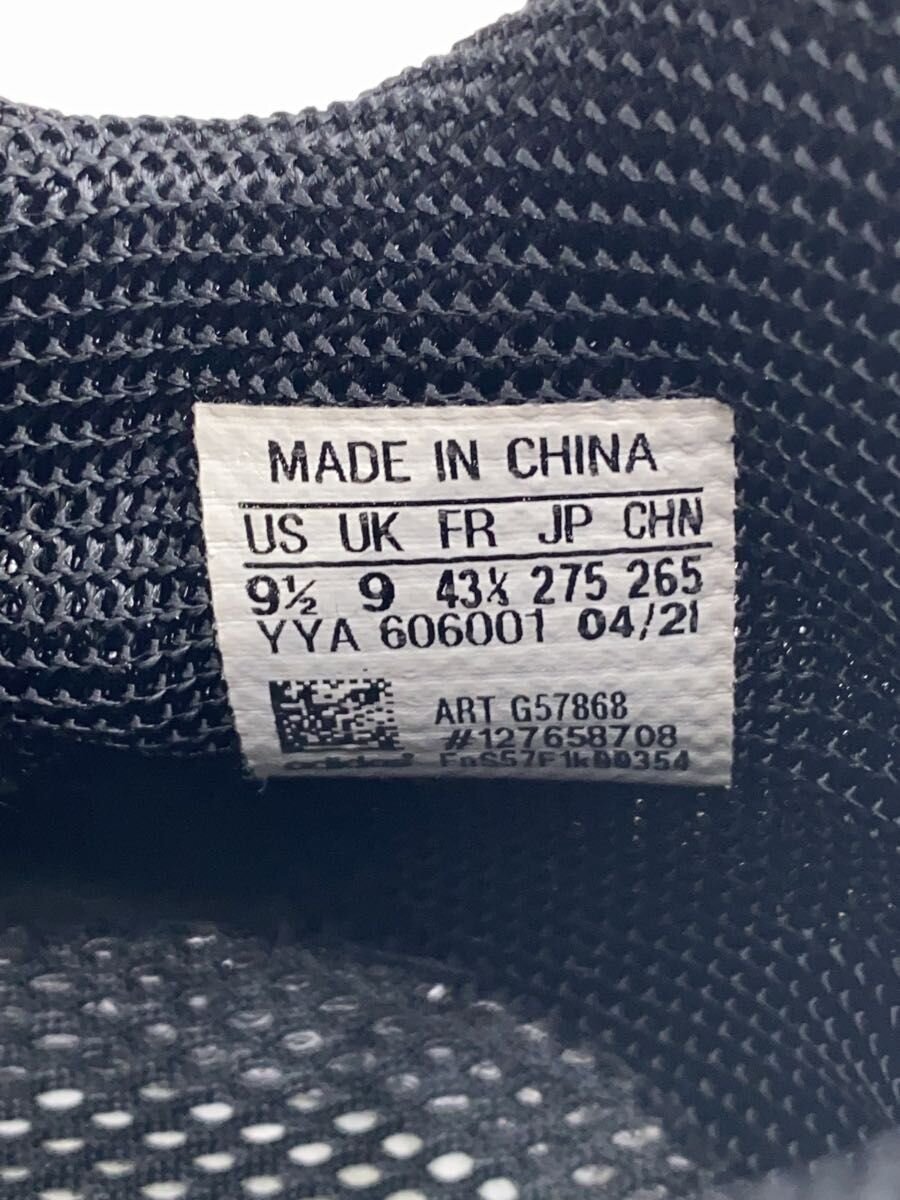 MADE IN CHINA
US UK FR JP CHN
9½ 9 43⅓ 275 265
YYA 606001 04/21
ART G57868
#127658708
adidas